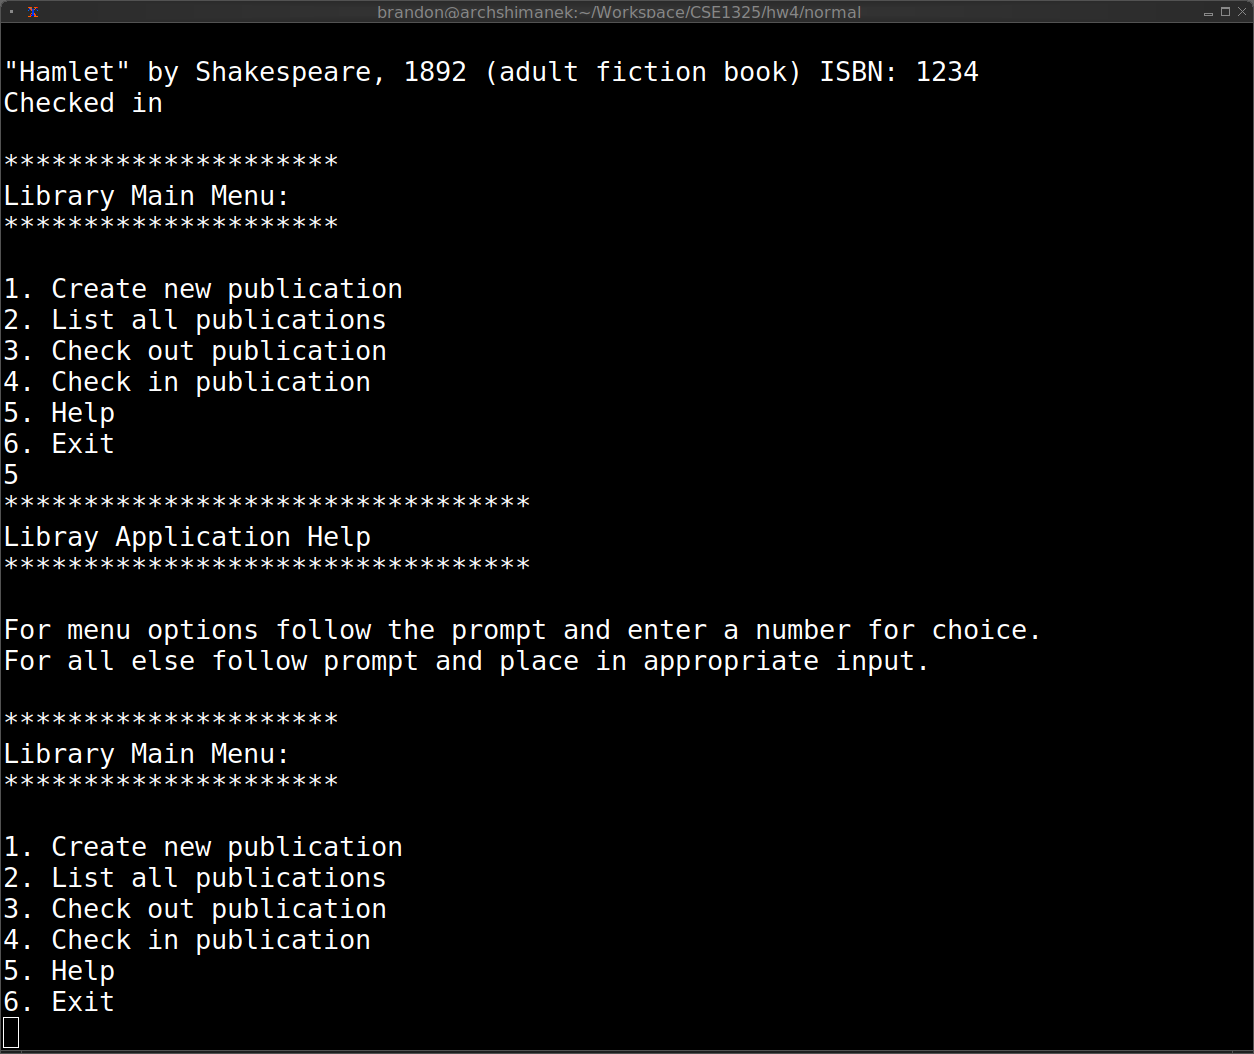 brandon@archshimanek:~/Workspace/CSE1325/hw4/normal
"Hamlet" by Shakespeare, 1892 (adult fiction book) ISBN: 1234
Checked in
*********************
Library Main Menu:
*********************
1. Create new publication
2. List all publications
3. Check out publication
4. Check in publication
5. Help
6. Exit
5
*********************************
Libray Application Help
*********************************
For menu options follow the prompt and enter a number for choice.
For all else follow prompt and place in appropriate input.
*********************
Library Main Menu:
*********************
1. Create new publication
2. List all publications
3. Check out publication
4. Check in publication
5. Help
6. Exit